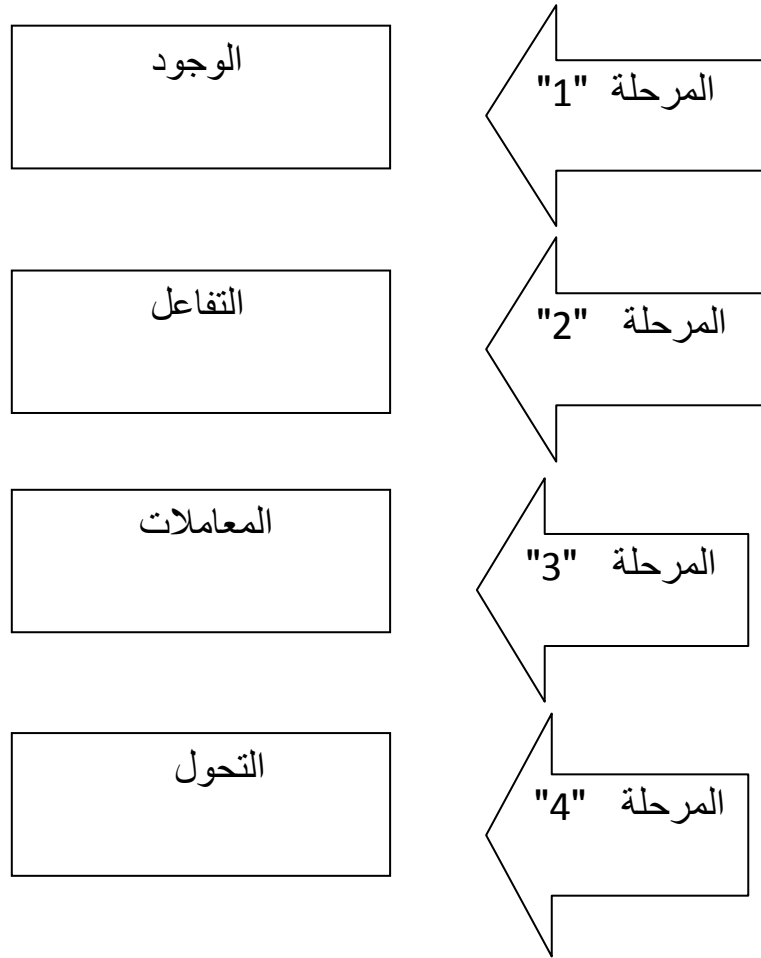 المرحلة "1"
الوجود
المرحلة "2"
التفاعل
المرحلة "3"
المعاملات
المرحلة "4"
التحول